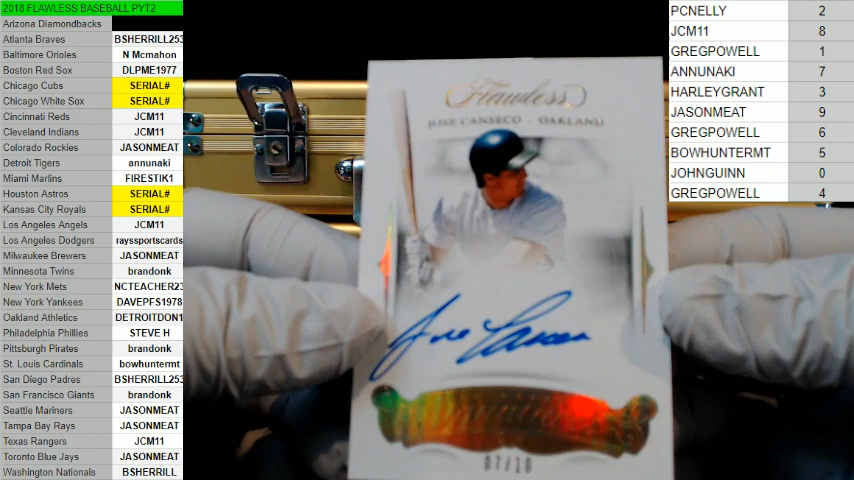 2018 FLAWLESS BASEBALL PYT2
Arizona Diamondbacks
Atlanta Braves BSHERRILL253
Baltimore Orioles N Mcmahon
Boston Red Sox DLPME1977
Chicago Cubs SERIAL#
Chicago White Sox SERIAL#
Cincinnati Reds JCM11
Cleveland Indians JCM11
Colorado Rockies JASONMEAT
Detroit Tigers annunaki
Miami Marlins FIRESTIK1
Houston Astros SERIAL#
Kansas City Royals SERIAL#
Los Angeles Angels JCM11
Los Angeles Dodgers rayssportscards
Milwaukee Brewers JASONMEAT
Minnesota Twins brandonk
New York Mets NCTEACHER23
New York Yankees DAVEPFS1978
Oakland Athletics DETROITDON1
Philadelphia Phillies STEVE H
Pittsburgh Pirates brandonk
St. Louis Cardinals bowhuntermt
San Diego Padres BSHERRILL253
San Francisco Giants brandonk
Seattle Mariners JASONMEAT
Tampa Bay Rays JASONMEAT
Texas Rangers JCM11
Toronto Blue Jays JASONMEAT
Washington Nationals BSHERRILL
Flawless
JOSE CANSECO - OAKLAND
Jose Canseco
07/10
PCNELLY 2
JCM11 8
GREGPOWELL 1
ANNUNAKI 7
HARLEYGRANT 3
JASONMEAT 9
GREGPOWELL 6
BOWHUNTERMT 5
JOHNGUINN 0
GREGPOWELL 4